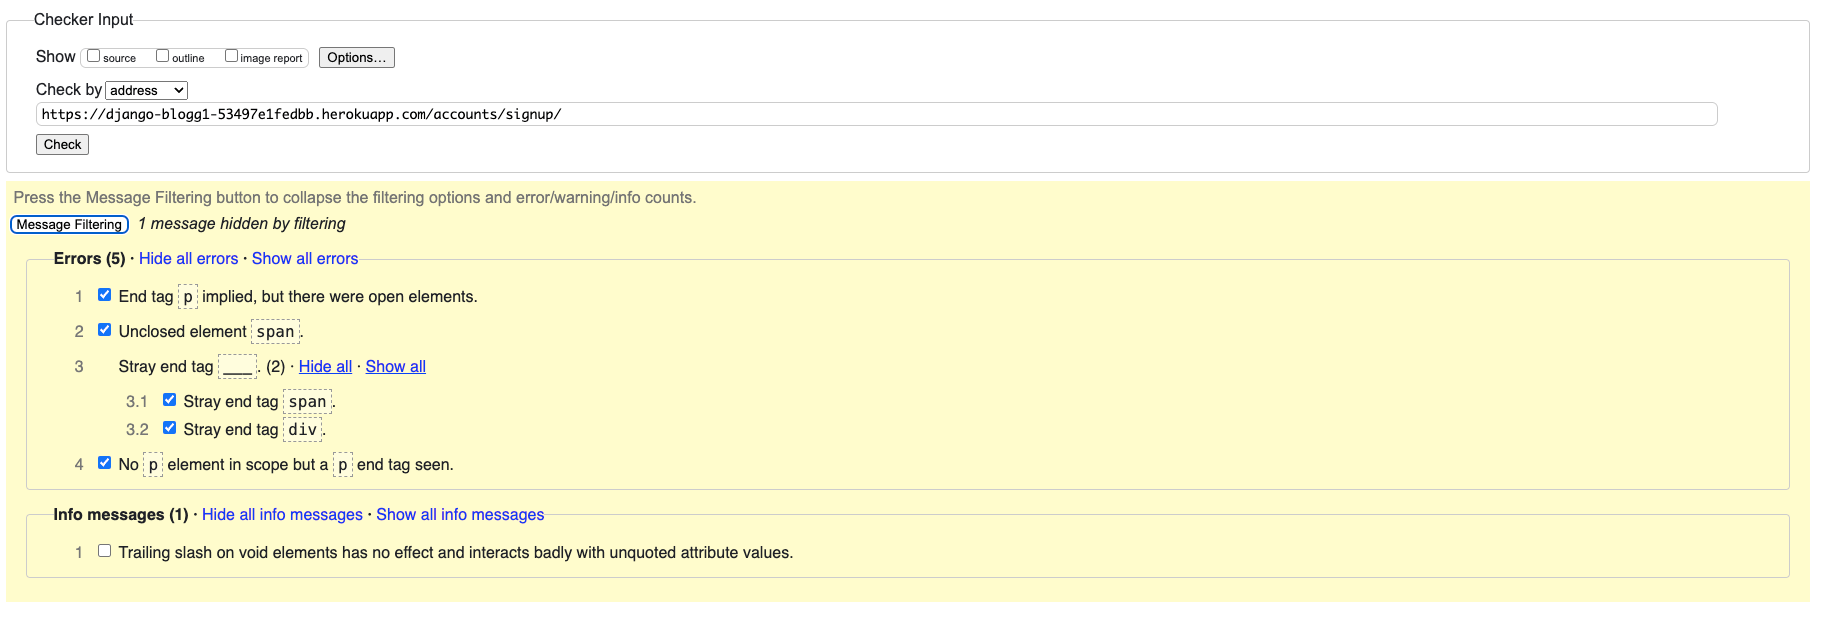 Checker Input
Show source outline image report Options...
Check by address
https://django-blogg1-53497e1fedbb.herokuapp.com/accounts/signup/
Check
Press the Message Filtering button to collapse the filtering options and error/warning/info counts.
Message Filtering 1 message hidden by filtering
Errors (5) · Hide all errors · Show all errors
1 End tag p implied, but there were open elements.
2 Unclosed element span.
3 Stray end tag ___. (2) · Hide all · Show all
3.1 Stray end tag span.
3.2 Stray end tag div.
4 No p element in scope but a p end tag seen.
Info messages (1) · Hide all info messages · Show all info messages
1 Trailing slash on void elements has no effect and interacts badly with unquoted attribute values.